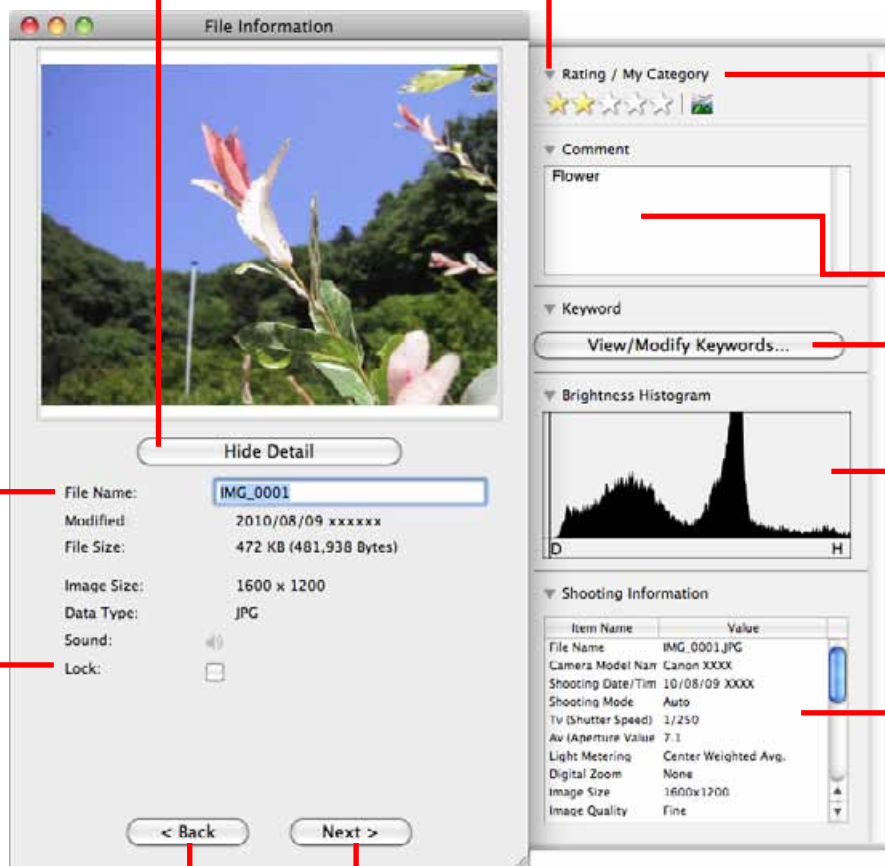 File Information
Hide Detail
File Name: IMG_0001
Modified: 2010/08/09 xxxxxx
File Size: 472 KB (481,938 Bytes)
Image Size: 1600 x 1200
Data Type: JPG
Sound:
Lock:
< Back Next >
Rating / My Category
Comment
Flower
Keyword
View/Modify Keywords...
Brightness Histogram
D H
Shooting Information
Item Name Value
File Name IMG_0001.JPG
Camera Model Nam Canon XXXX
Shooting Date/Tim 10/08/09 XXXX
Shooting Mode Auto
Tv (Shutter Speed) 1/250
Av (Aperture Value 7.1
Light Metering Center Weighted Avg.
Digital Zoom None
Image Size 1600x1200
Image Quality Fine